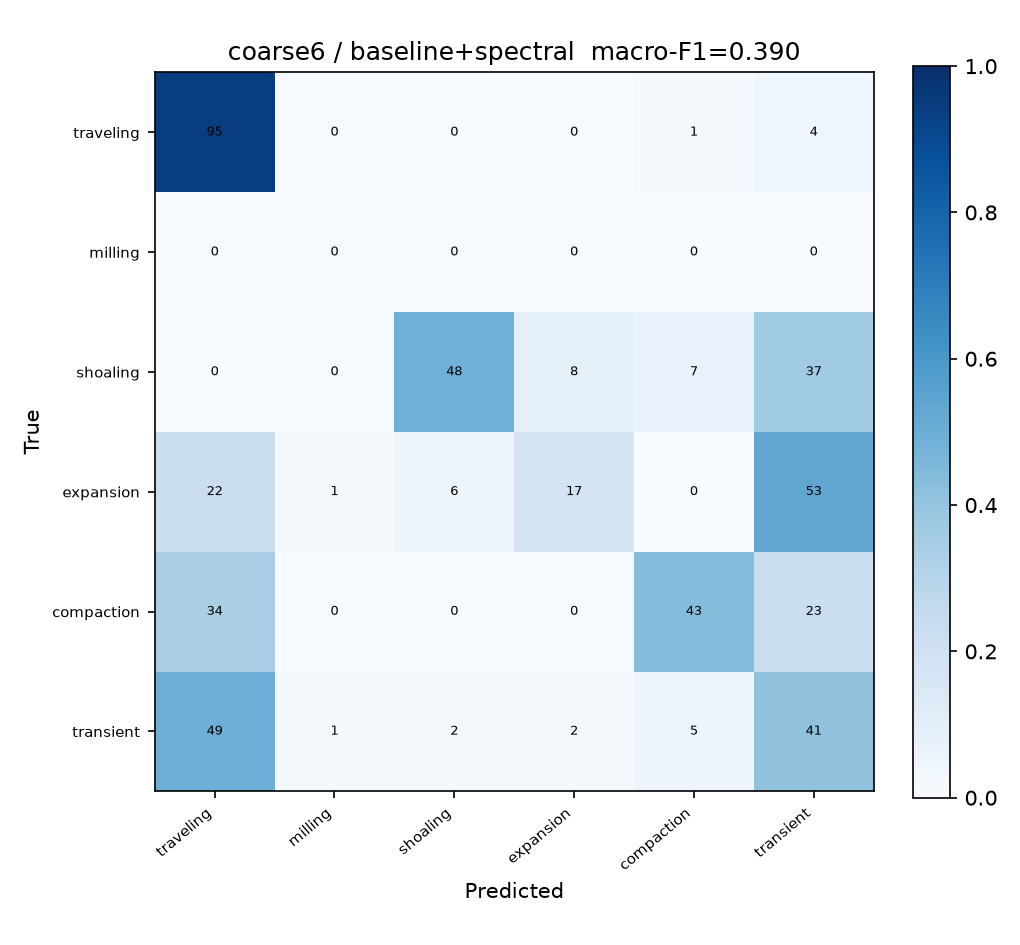 coarse6 / baseline+spectral macro-F1=0.390
True
traveling 95 0 0 0 1 4
milling 0 0 0 0 0 0
shoaling 0 0 48 8 7 37
expansion 22 1 6 17 0 53
compaction 34 0 0 0 43 23
transient 49 1 2 2 5 41
traveling milling shoaling expansion compaction transient
Predicted
1.0
0.8
0.6
0.4
0.2
0.0